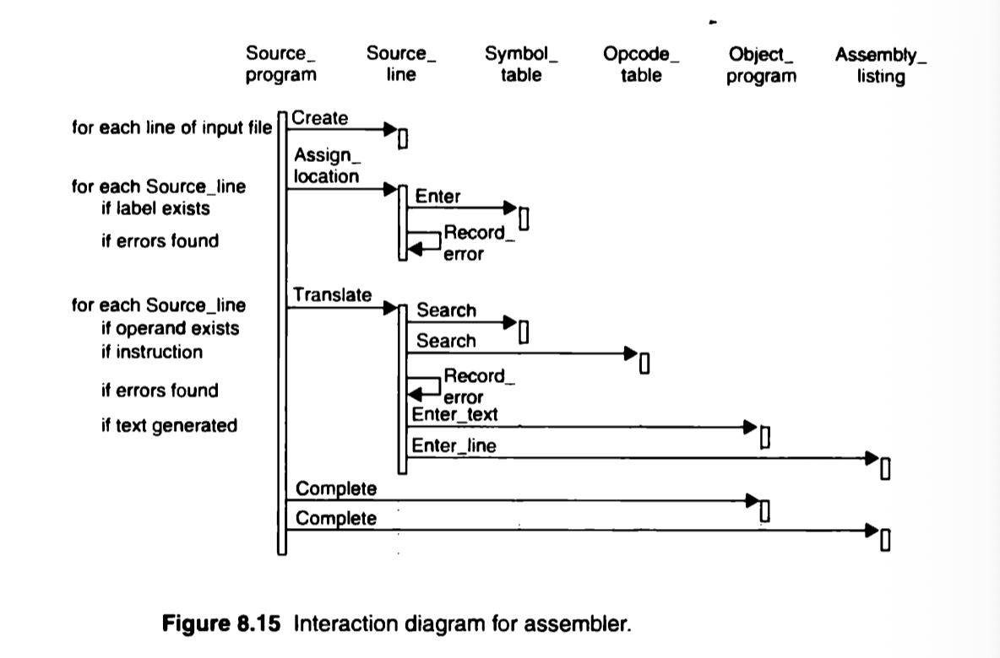 Source_ Source_ Symbol_ Opcode_ Object_ Assembly_
program line table table program listing
for each line of input file Create
Assign_
location
for each Source_line
if label exists Enter
if errors found Record_
error
for each Source_line Translate
if operand exists Search
if instruction Search
if errors found Record_
error
if text generated Enter_text
Enter_line
Complete
Complete
Figure 8.15 Interaction diagram for assembler.